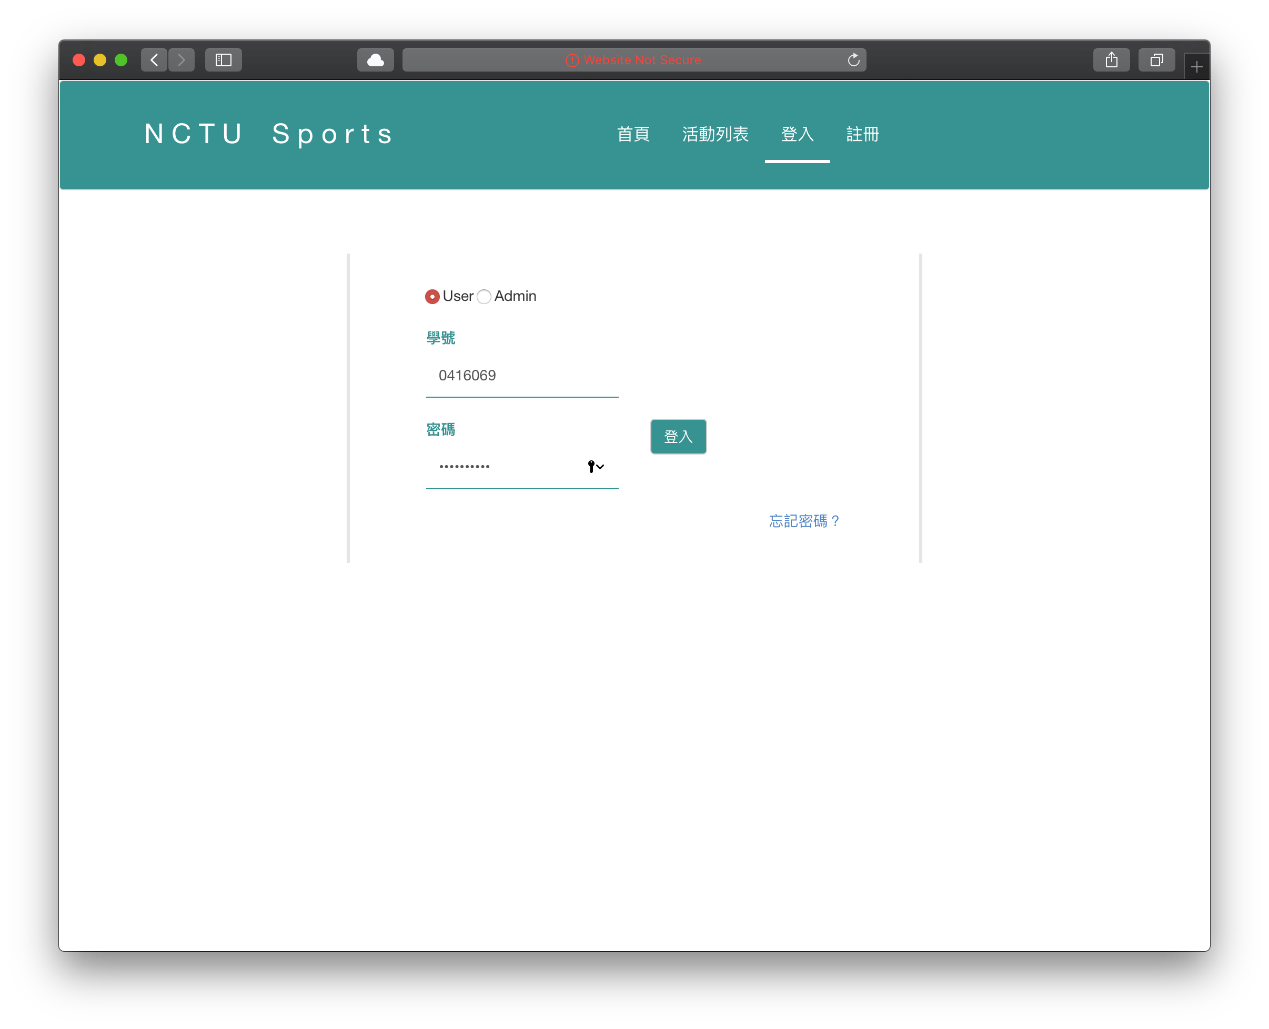 Website Not Secure
NCTU Sports
首頁 活動列表 登入 註冊
User Admin
學號
0416069
密碼
登入
••••••••••
忘記密碼？